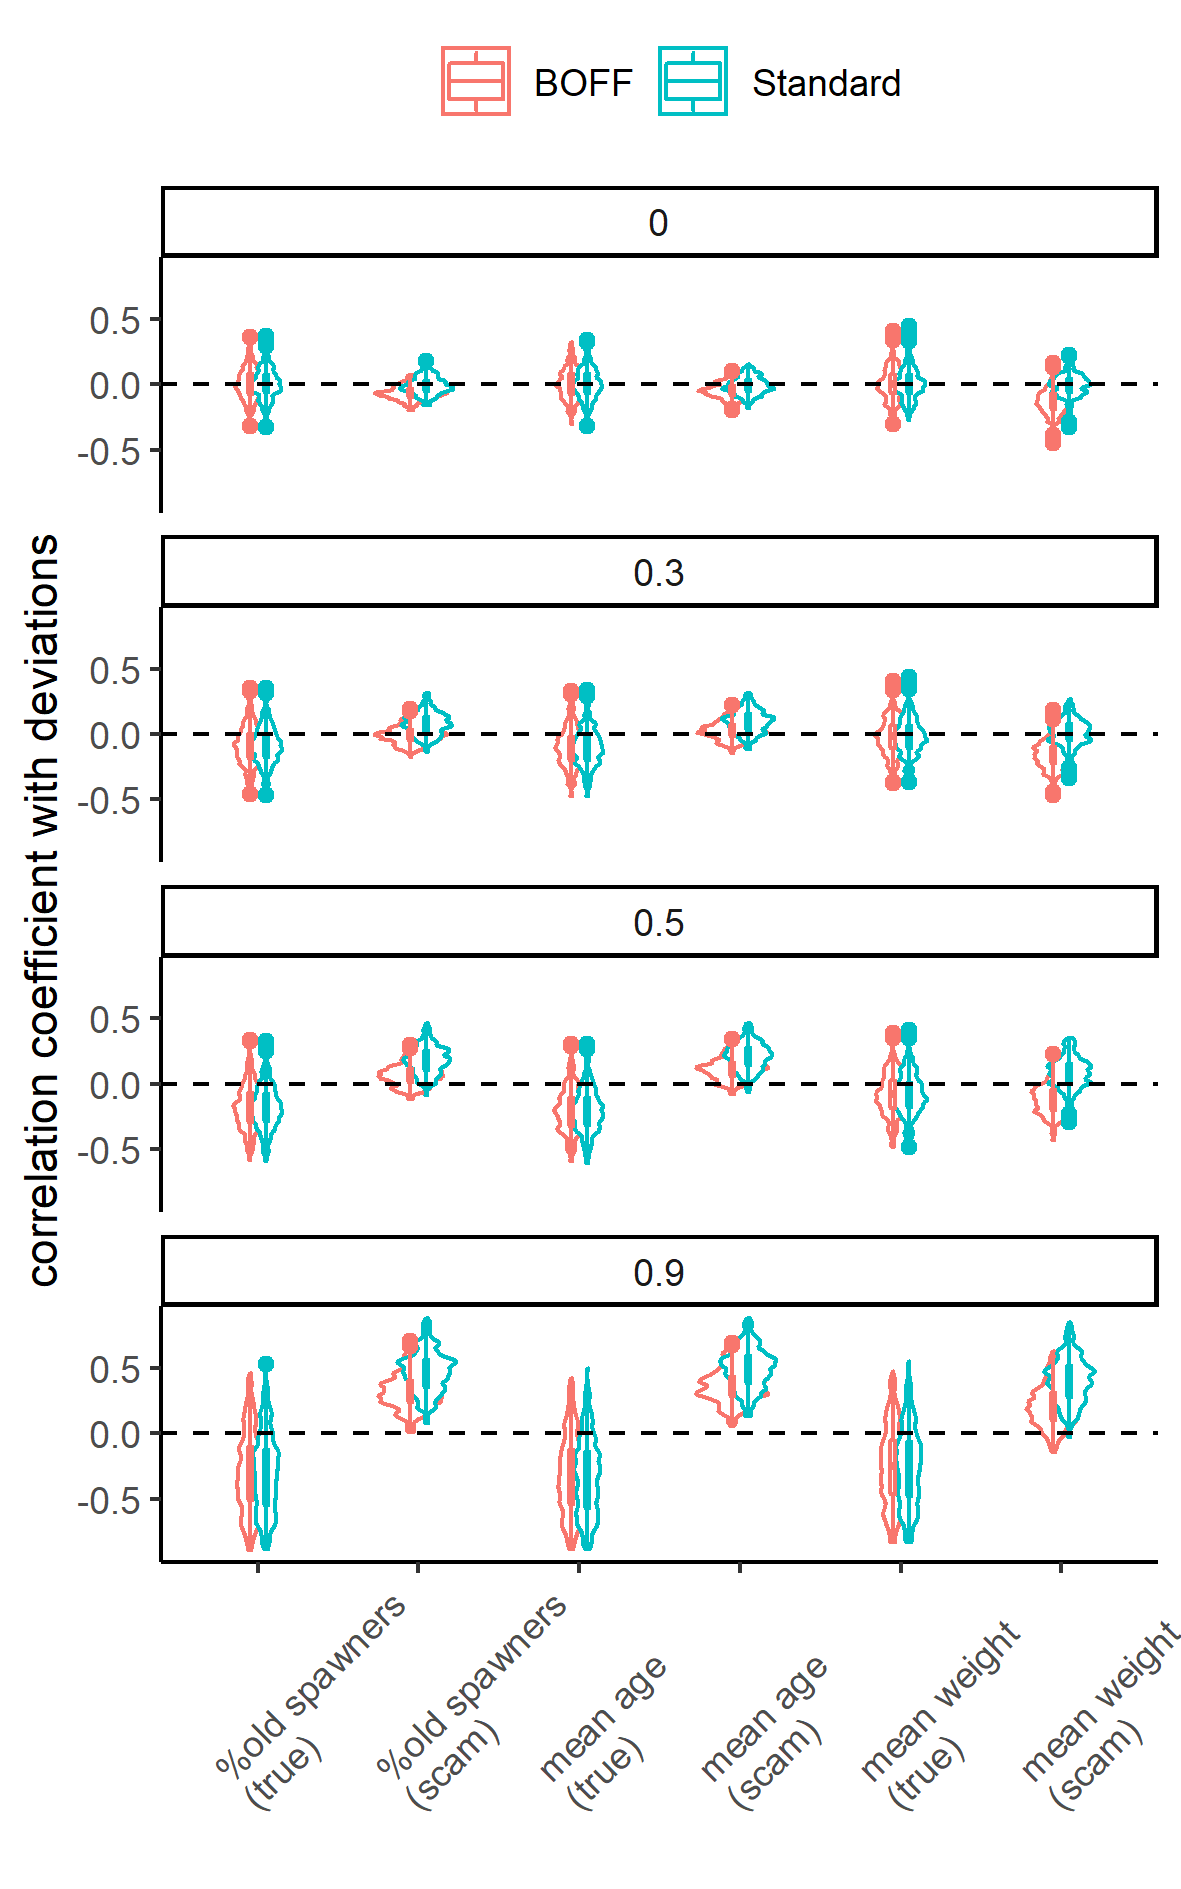 BOFF Standard
0
0.5
0.0
-0.5
0.3
0.5
0.0
-0.5
0.5
0.5
0.0
-0.5
0.9
0.5
0.0
-0.5
correlation coefficient with deviations
%old spawners
(true)
%old spawners
(scam)
mean age
(true)
mean age
(scam)
mean weight
(true)
mean weight
(scam)